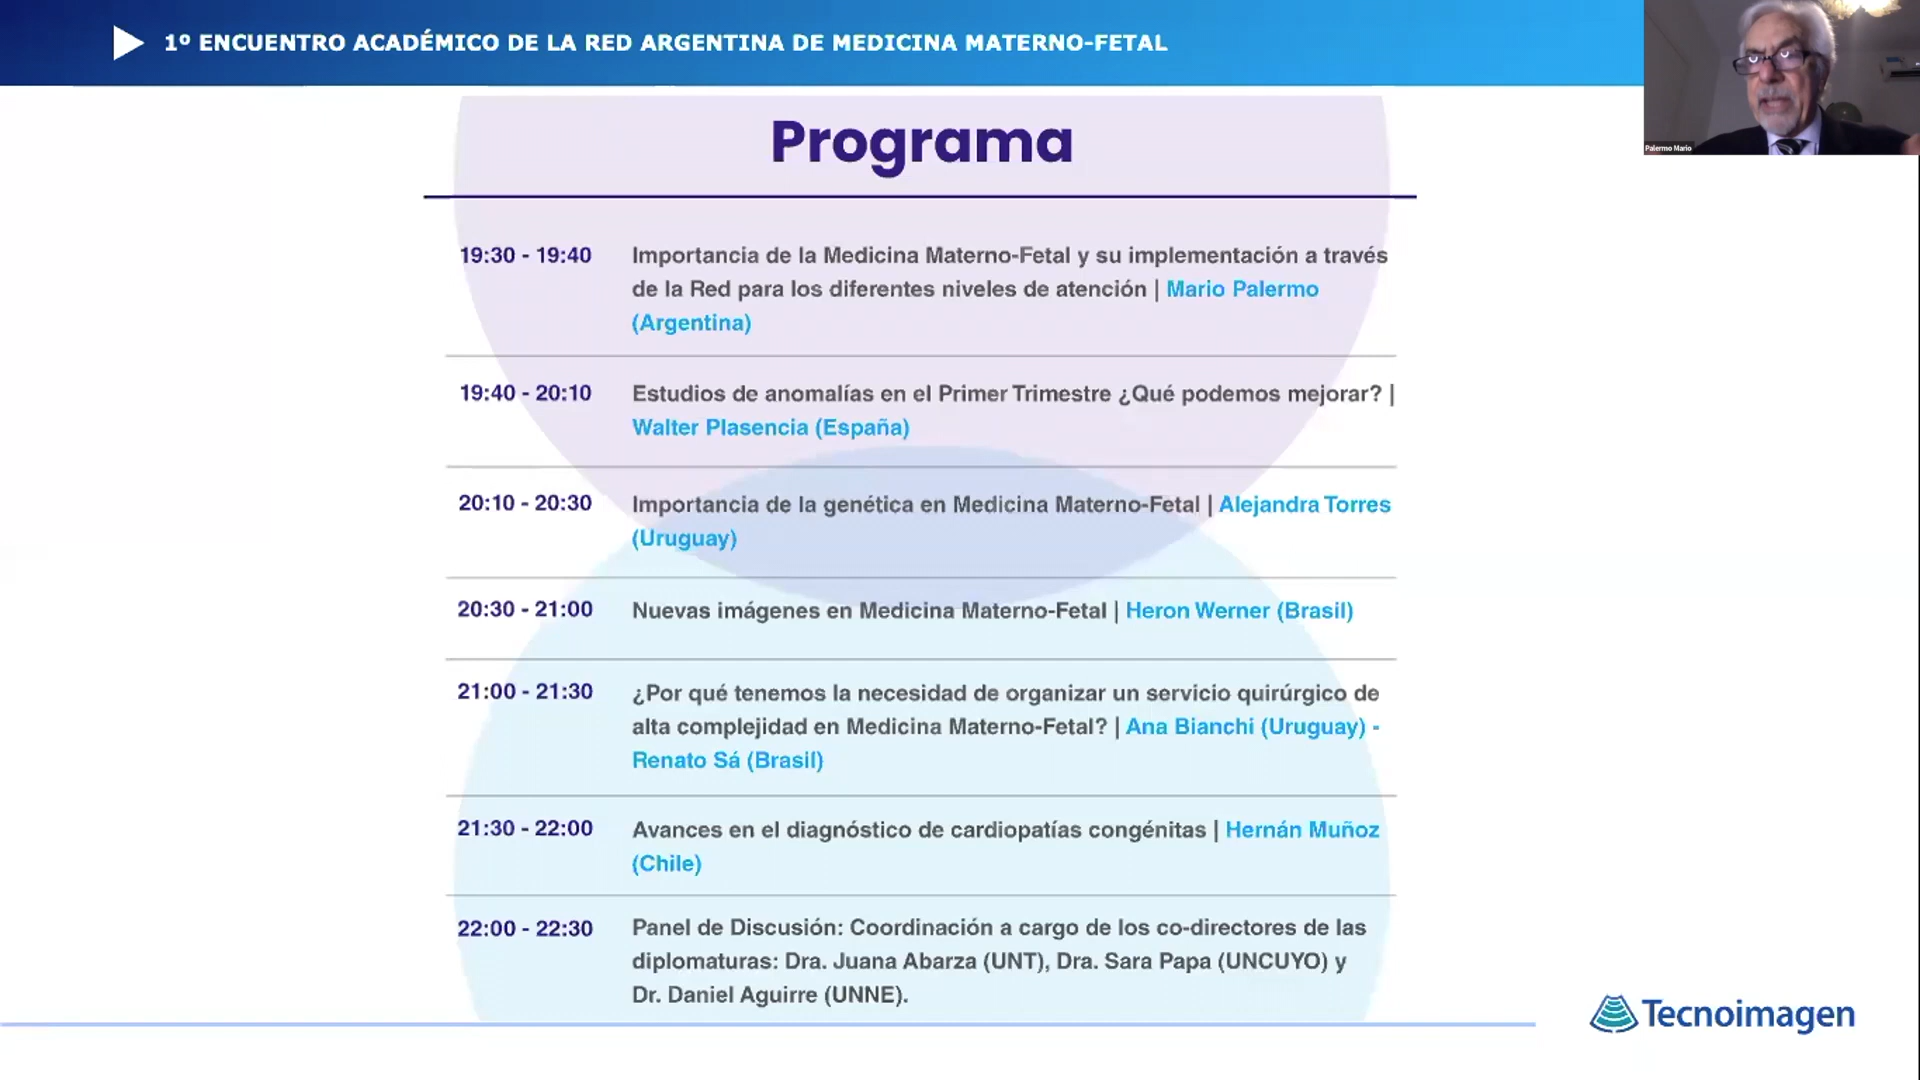 1º ENCUENTRO ACADÉMICO DE LA RED ARGENTINA DE MEDICINA MATERNO-FETAL
Palermo Mario
Programa
19:30 - 19:40
Importancia de la Medicina Materno-Fetal y su implementación a través
de la Red para los diferentes niveles de atención | Mario Palermo
(Argentina)
19:40 - 20:10
Estudios de anomalías en el Primer Trimestre ¿Qué podemos mejorar? |
Walter Plasencia (España)
20:10 - 20:30
Importancia de la genética en Medicina Materno-Fetal | Alejandra Torres
(Uruguay)
20:30 - 21:00
Nuevas imágenes en Medicina Materno-Fetal | Heron Werner (Brasil)
21:00 - 21:30
¿Por qué tenemos la necesidad de organizar un servicio quirúrgico de
alta complejidad en Medicina Materno-Fetal? | Ana Bianchi (Uruguay) -
Renato Sá (Brasil)
21:30 - 22:00
Avances en el diagnóstico de cardiopatías congénitas | Hernán Muñoz
(Chile)
22:00 - 22:30
Panel de Discusión: Coordinación a cargo de los co-directores de las
diplomaturas: Dra. Juana Abarza (UNT), Dra. Sara Papa (UNCUYO) y
Dr. Daniel Aguirre (UNNE).
Tecnoimagen